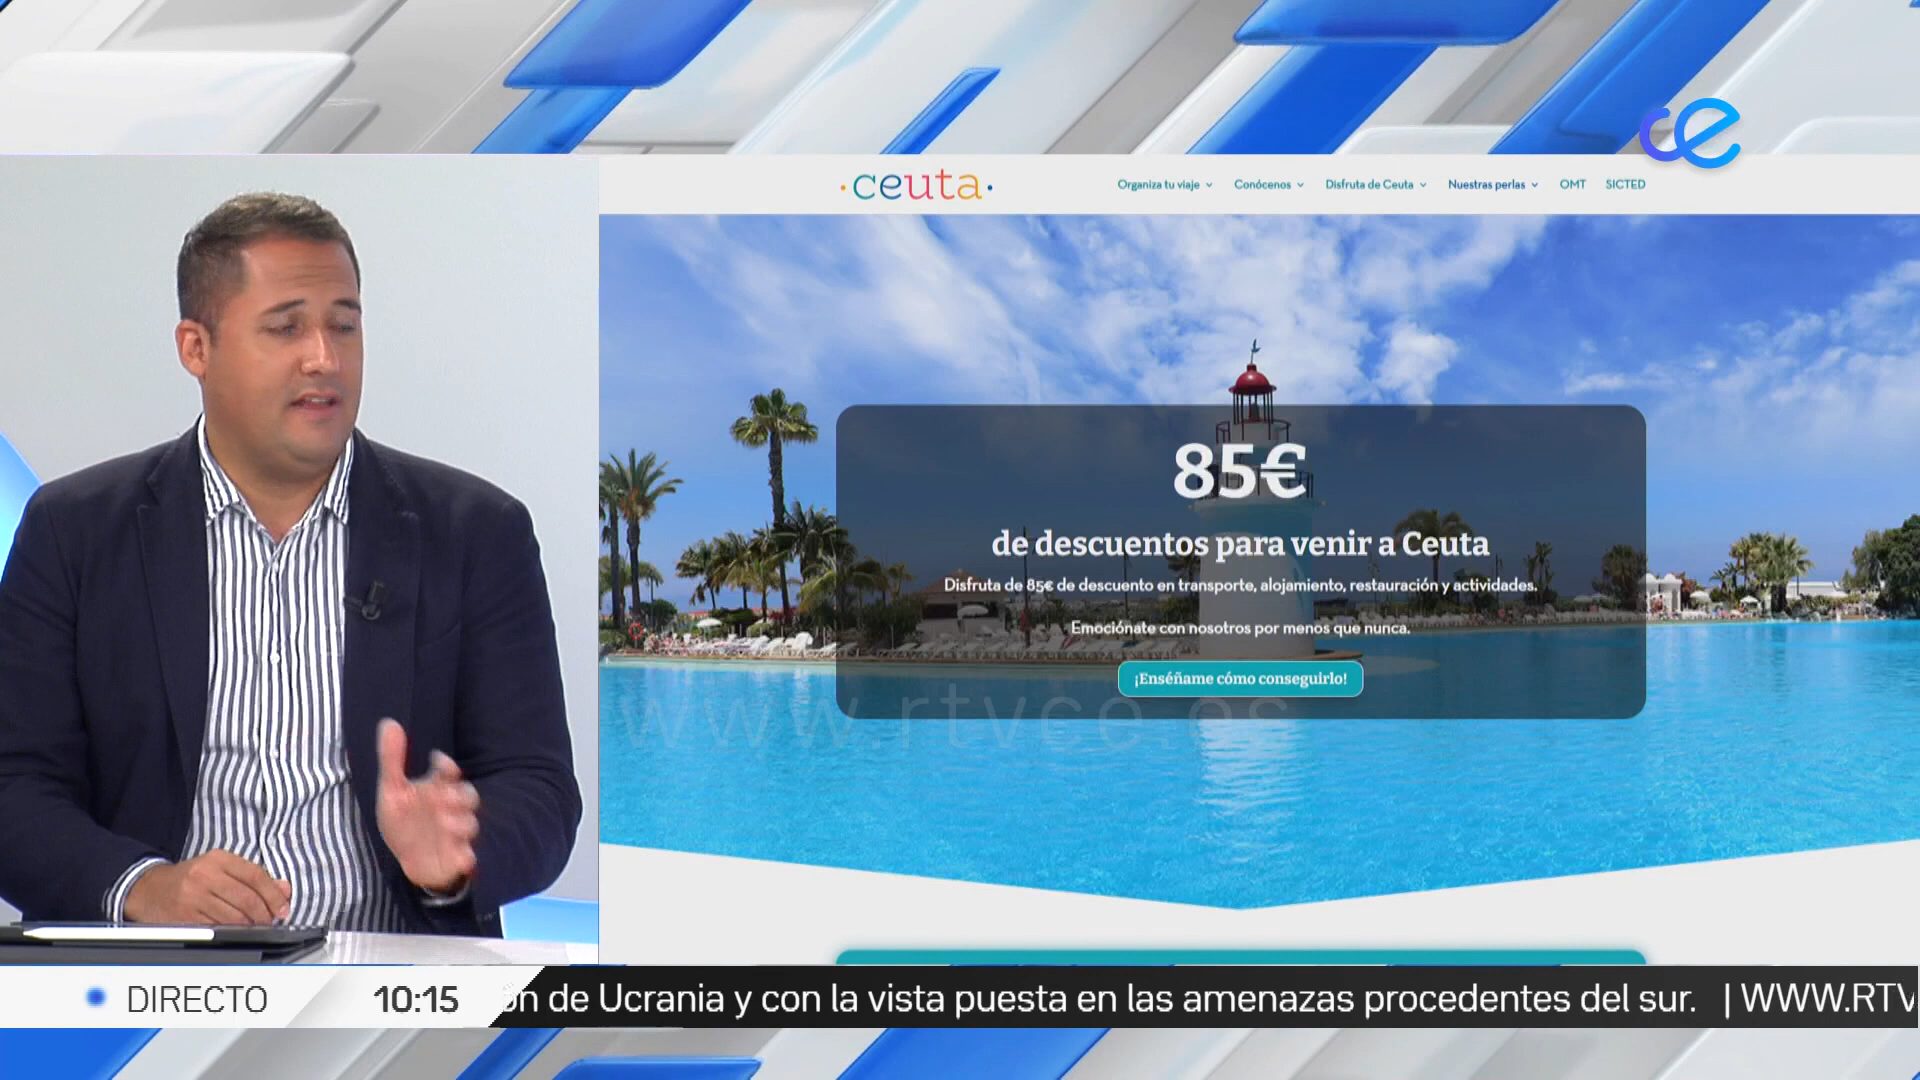 ce
·ceuta·
Organiza tu viaje
Conócenos
Disfruta de Ceuta
Nuestras perlas
OMT
SICTED
85€
de descuentos para venir a Ceuta
Disfruta de 85€ de descuento en transporte, alojamiento, restauración y actividades.
Emociónate con nosotros por menos que nunca.
¡Enséñame cómo conseguirlo!
www.rtvce.es
DIRECTO
10:15
de Ucrania y con la vista puesta en las amenazas procedentes del sur. | WWW.RTV